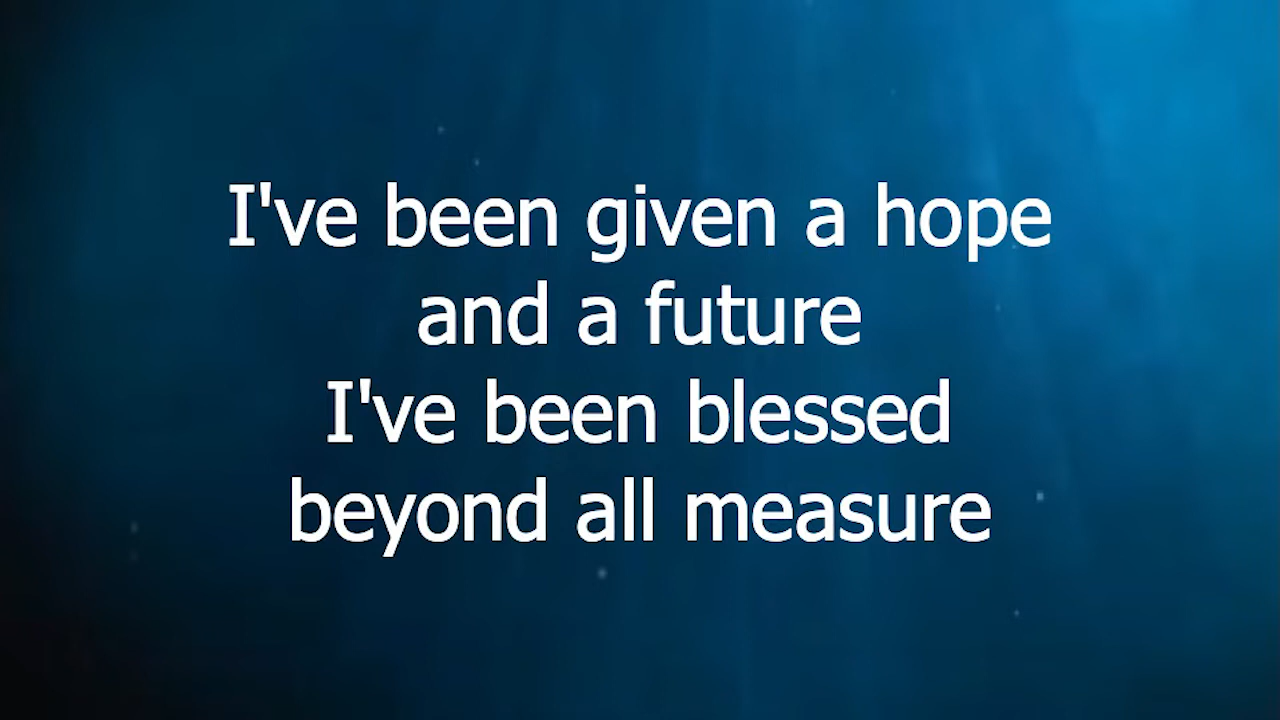 I've been given a hope
and a future
I've been blessed
beyond all measure